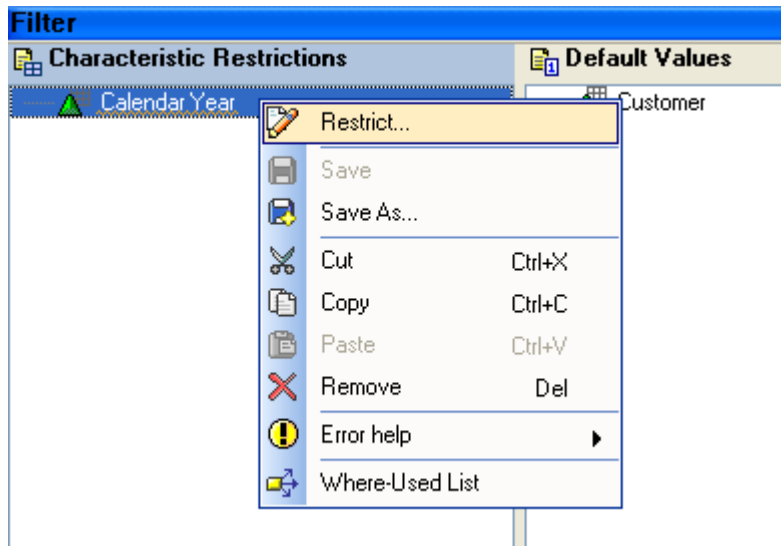 Filter
Characteristic Restrictions
Default Values
Calendar Year
Customer
Restrict...
Save
Save As...
Cut Ctrl+X
Copy Ctrl+C
Paste Ctrl+V
Remove Del
Error help
Where-Used List